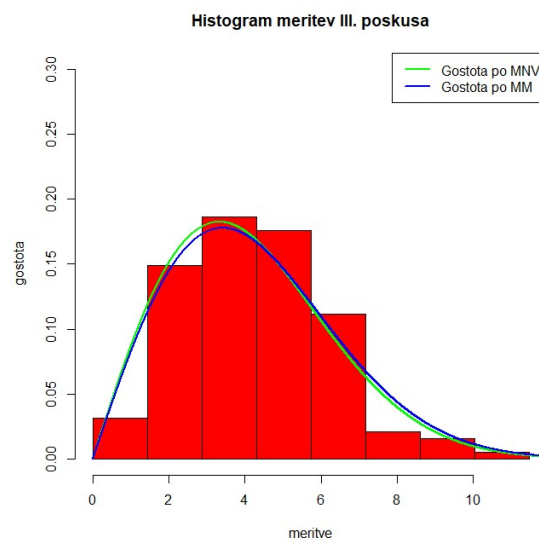 Histogram meritev III. poskusa
Gostota po MNV
Gostota po MM
gostota
0.30
0.25
0.20
0.15
0.10
0.05
0.00
0 2 4 6 8 10
meritve